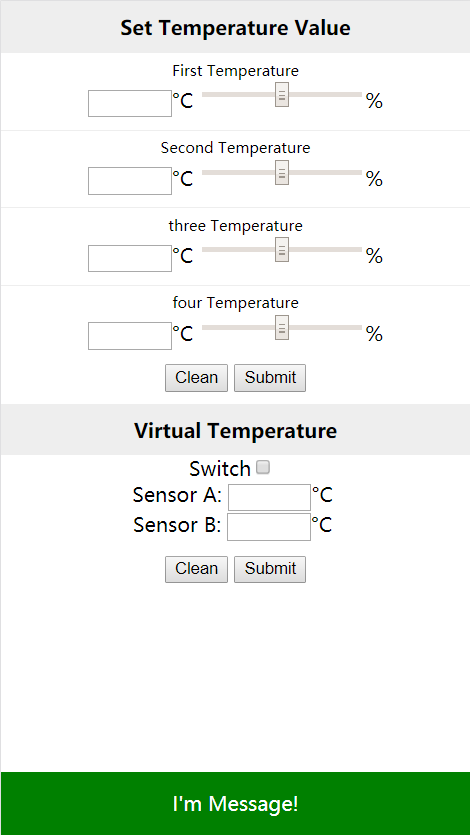 Set Temperature Value
First Temperature
°C %
Second Temperature
°C %
three Temperature
°C %
four Temperature
°C %
Clean Submit
Virtual Temperature
Switch
Sensor A: °C
Sensor B: °C
Clean Submit
I'm Message!